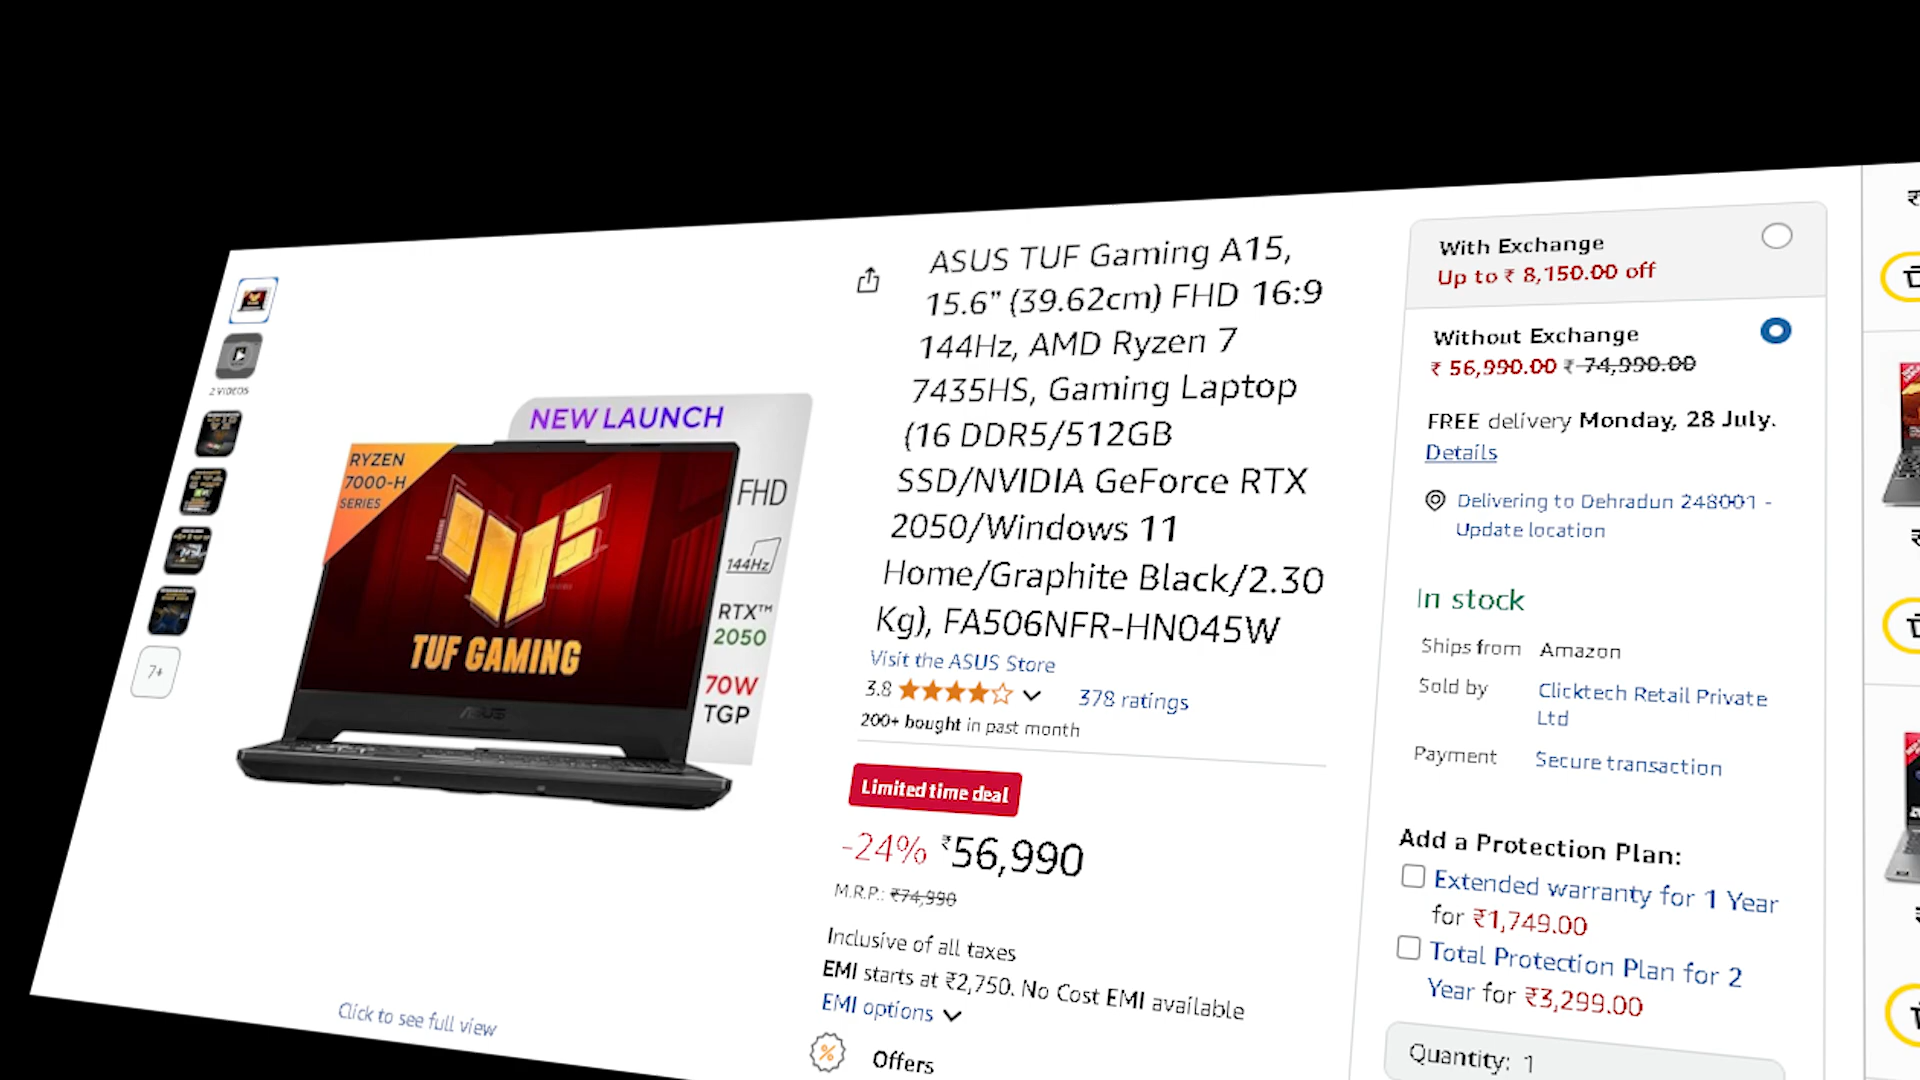 2 VIDEOS
7+
NEW LAUNCH
RYZEN
7000-H
SERIES
FHD
144Hz
RTX™
2050
70W
TGP
TUF GAMING
ASUS
Click to see full view
ASUS TUF Gaming A15,
15.6” (39.62cm) FHD 16:9
144Hz, AMD Ryzen 7
7435HS, Gaming Laptop
(16 DDR5/512GB
SSD/NVIDIA GeForce RTX
2050/Windows 11
Home/Graphite Black/2.30
Kg), FA506NFR-HN045W
Visit the ASUS Store
3.8 378 ratings
200+ bought in past month
Limited time deal
-24% ₹56,990
M.R.P.: ₹74,990
Inclusive of all taxes
EMI starts at ₹2,750. No Cost EMI available
EMI options
Offers
With Exchange
Up to ₹ 8,150.00 off
Without Exchange
₹ 56,990.00 ₹ 74,990.00
FREE delivery Monday, 28 July.
Details
Delivering to Dehradun 248001 -
Update location
In stock
Ships from Amazon
Sold by Clicktech Retail Private
Ltd
Payment Secure transaction
Add a Protection Plan:
Extended warranty for 1 Year
for ₹1,749.00
Total Protection Plan for 2
Year for ₹3,299.00
Quantity: 1